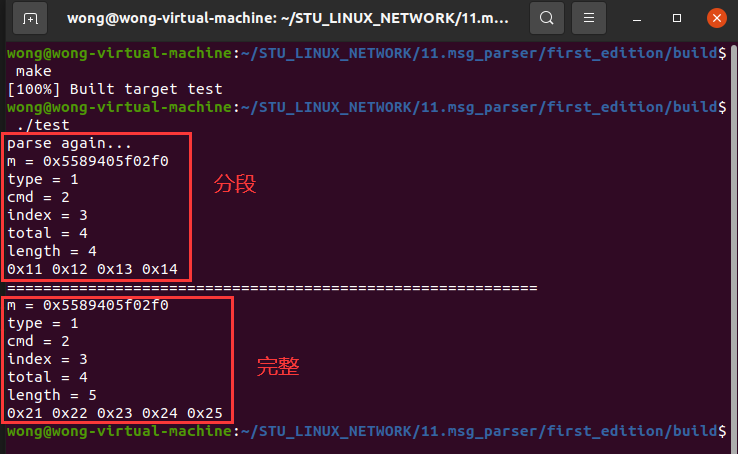 wong@wong-virtual-machine: ~/STU_LINUX_NETWORK/11.m...
wong@wong-virtual-machine:~/STU_LINUX_NETWORK/11.msg_parser/first_edition/build$
make
[100%] Built target test
wong@wong-virtual-machine:~/STU_LINUX_NETWORK/11.msg_parser/first_edition/build$
./test
parse again...
m = 0x5589405f02f0
type = 1
分段
cmd = 2
index = 3
total = 4
length = 4
0x11 0x12 0x13 0x14
===========================================================
m = 0x5589405f02f0
type = 1
cmd = 2
index = 3
完整
total = 4
length = 5
0x21 0x22 0x23 0x24 0x25
wong@wong-virtual-machine:~/STU_LINUX_NETWORK/11.msg_parser/first_edition/build$